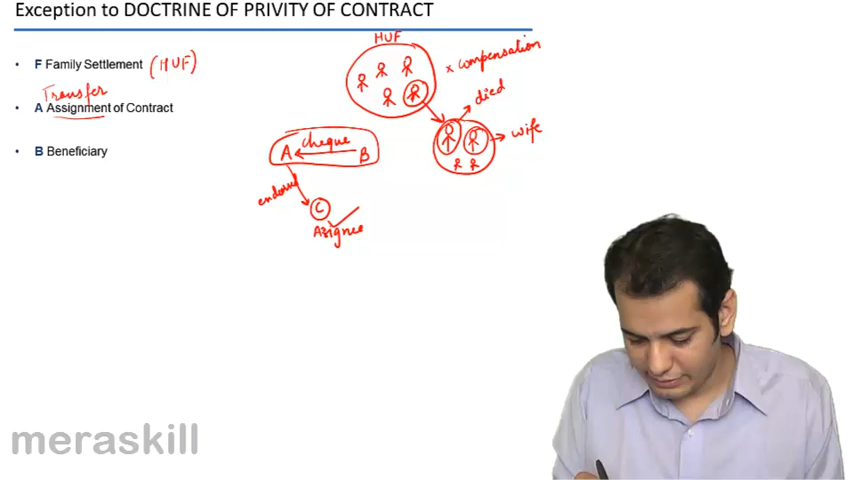 Exception to DOCTRINE OF PRIVITY OF CONTRACT
HUF
• F Family Settlement (HUF)
x compensation
Transfer
died
• A Assignment of Contract
wife
cheque
A B
• B Beneficiary
endorsed
C
Assignee
meraskill